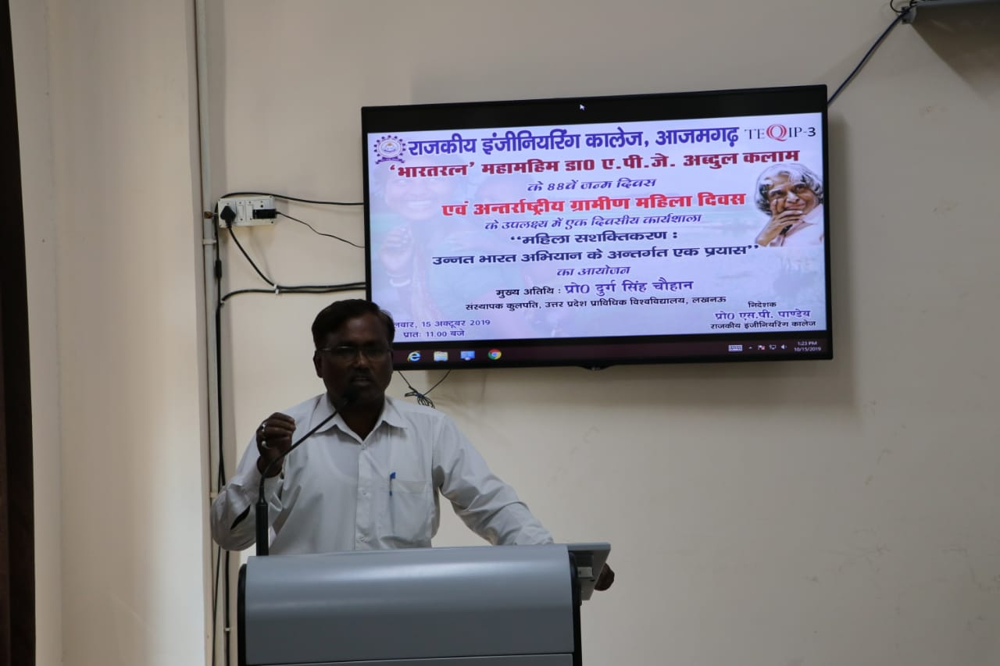 राजकीय इंजीनियरिंग कालेज, आजमगढ़ TEQIP-3
‘भारतरत्न’ महामहिम डा0 ए.पी.जे. अब्दुल कलाम
के 88वें जन्म दिवस
एवं अन्तर्राष्ट्रीय ग्रामीण महिला दिवस
के उपलक्ष्य में एक दिवसीय कार्यशाला
“महिला सशक्तिकरण :
उन्नत भारत अभियान के अन्तर्गत एक प्रयास”
का आयोजन
मुख्य अतिथि : प्रो0 दुर्ग सिंह चौहान
संस्थापक कुलपति, उत्तर प्रदेश प्राविधिक विश्वविद्यालय, लखनऊ
लवार, 15 अक्टूबर 2019
प्रातः 11.00 बजे
निदेशक
प्रो0 एस.पी. पाण्डेय
राजकीय इंजीनियरिंग कालेज
1:23 PM
10/15/2019